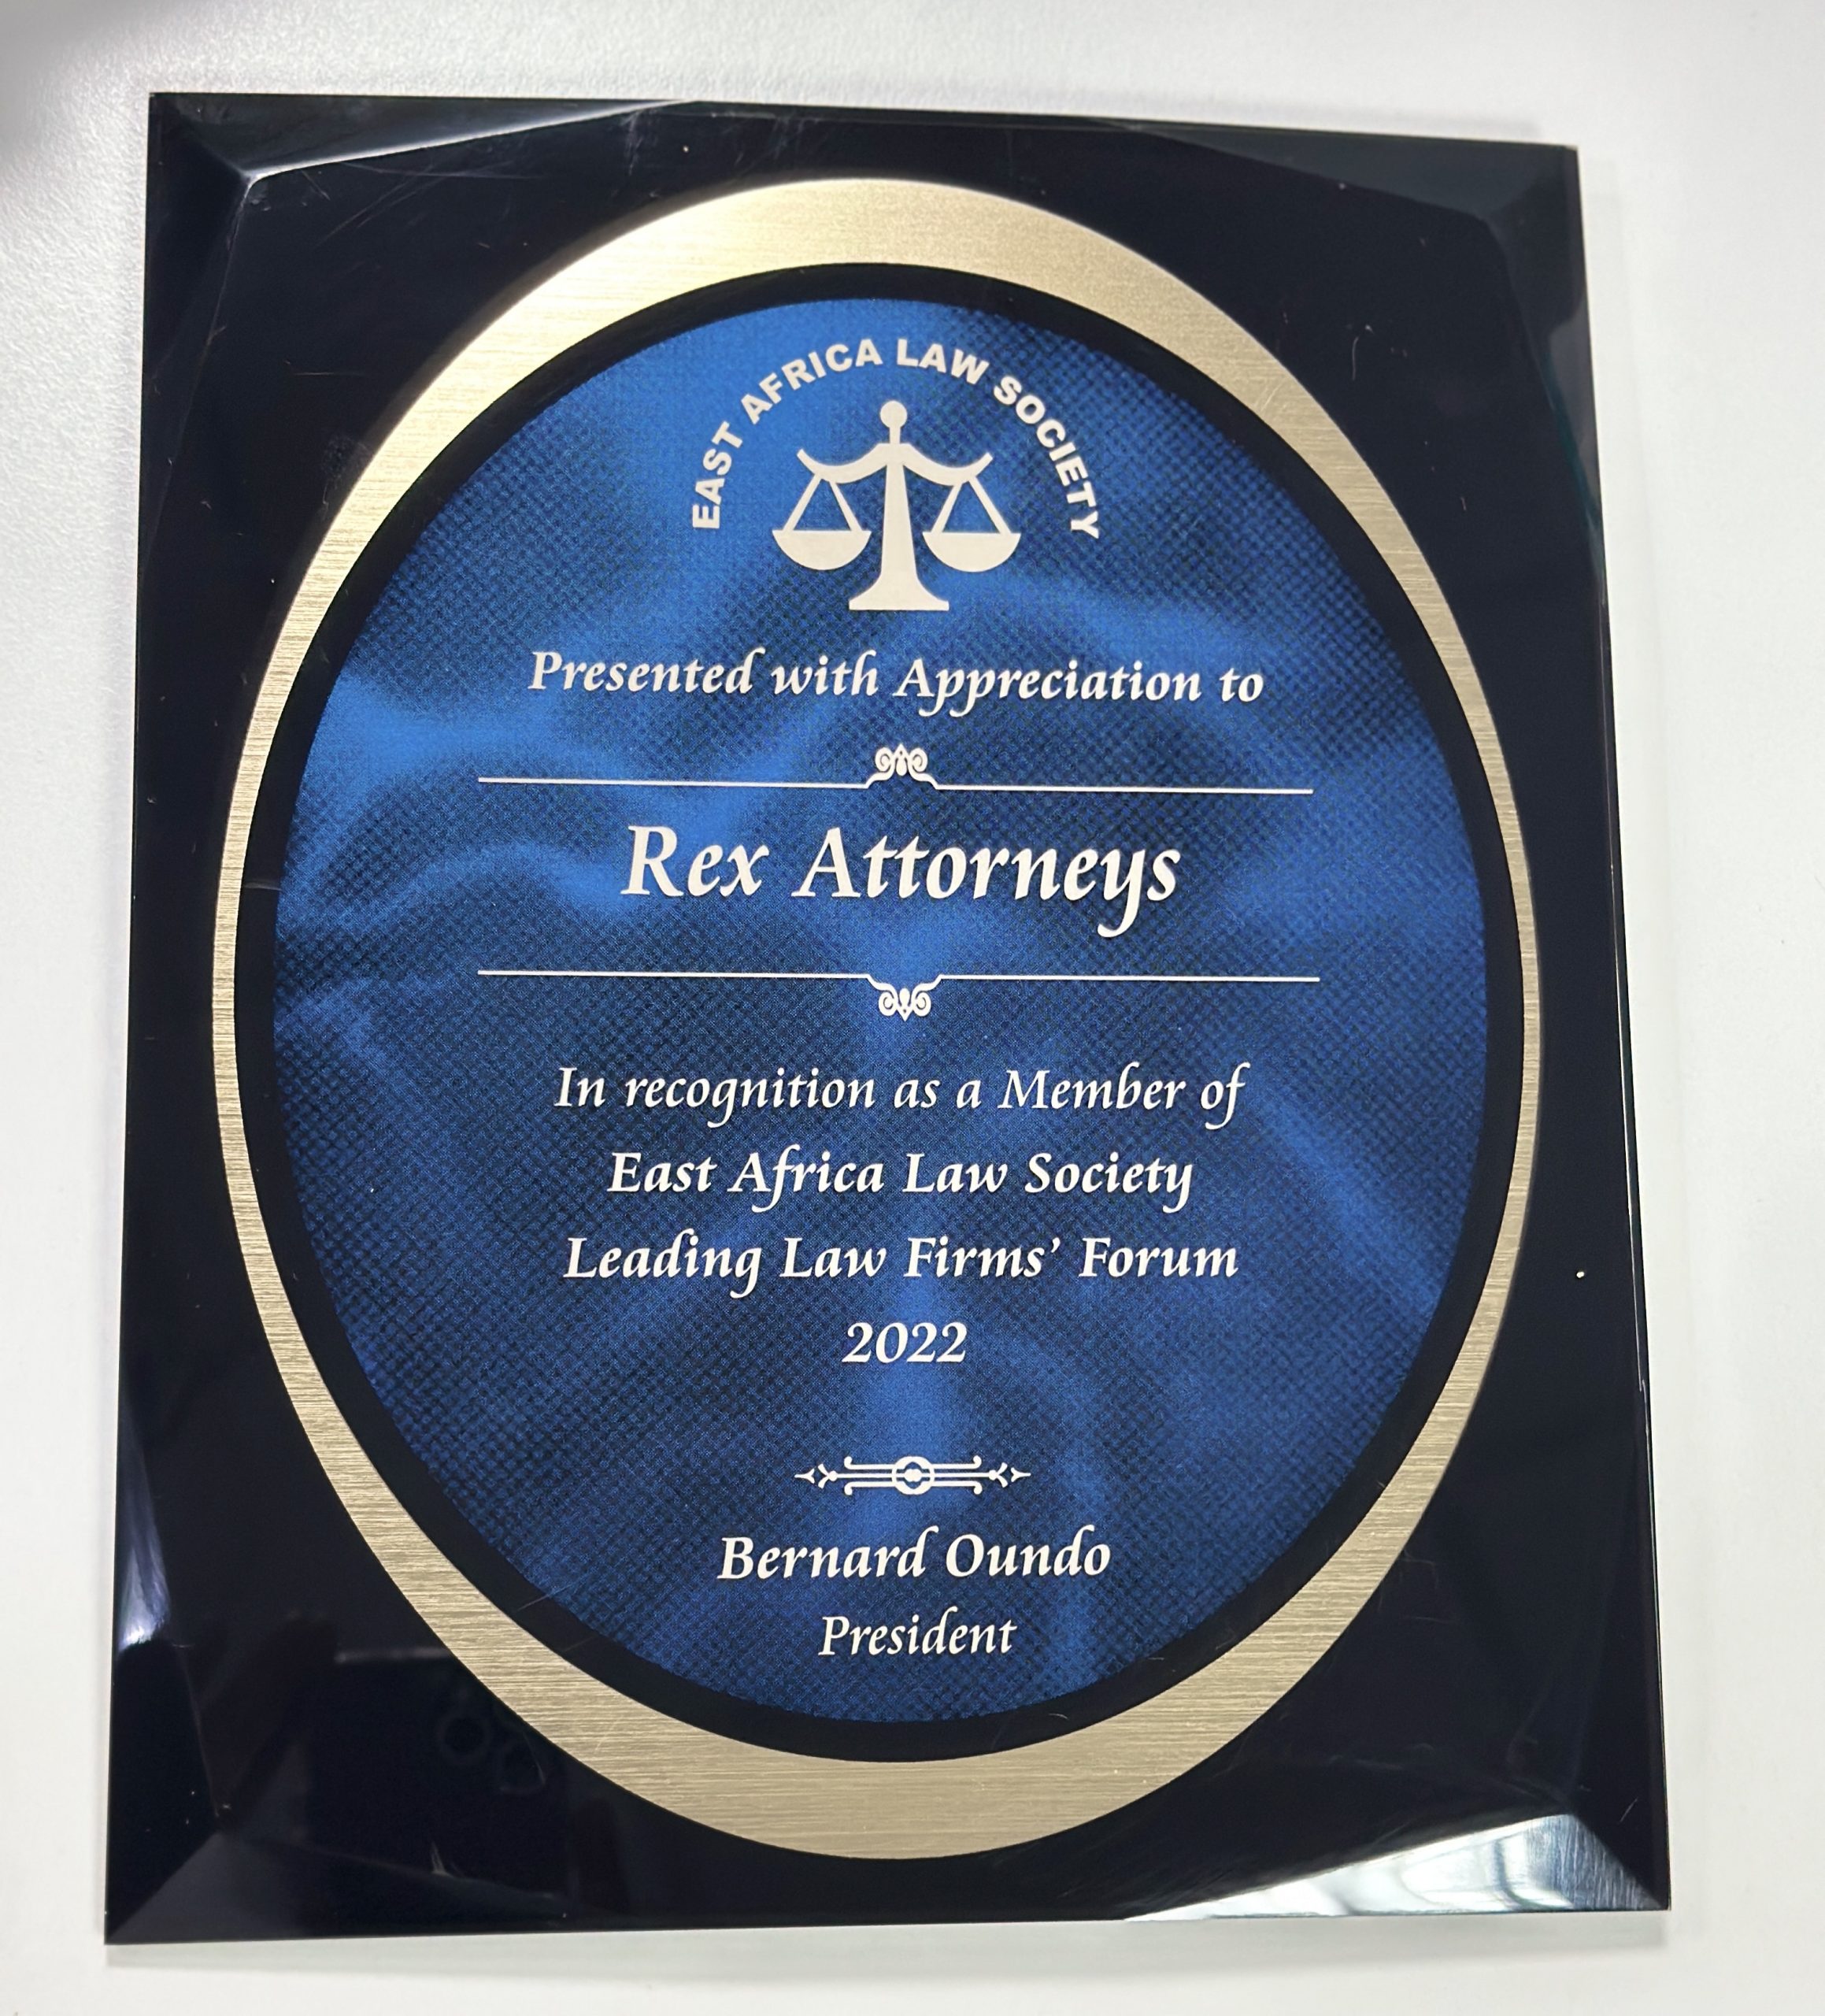 EAST AFRICA LAW SOCIETY
Presented with Appreciation to
Rex Attorneys
In recognition as a Member of
East Africa Law Society
Leading Law Firms’ Forum
2022
Bernard Oundo
President